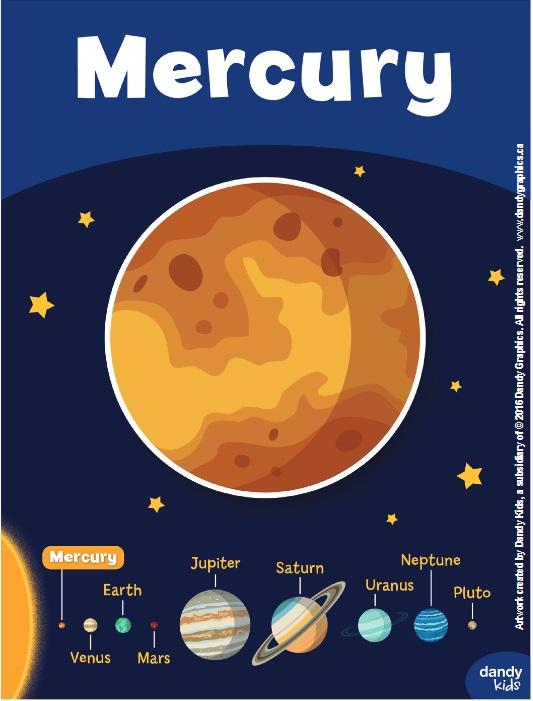 Mercury
Artwork created by Dandy Kids, a subsidiary of © 2016 Dandy Graphics. All rights reserved. www.dandygraphics.ca
Mercury
Venus
Earth
Mars
Jupiter
Saturn
Uranus
Neptune
Pluto
dandy
kids